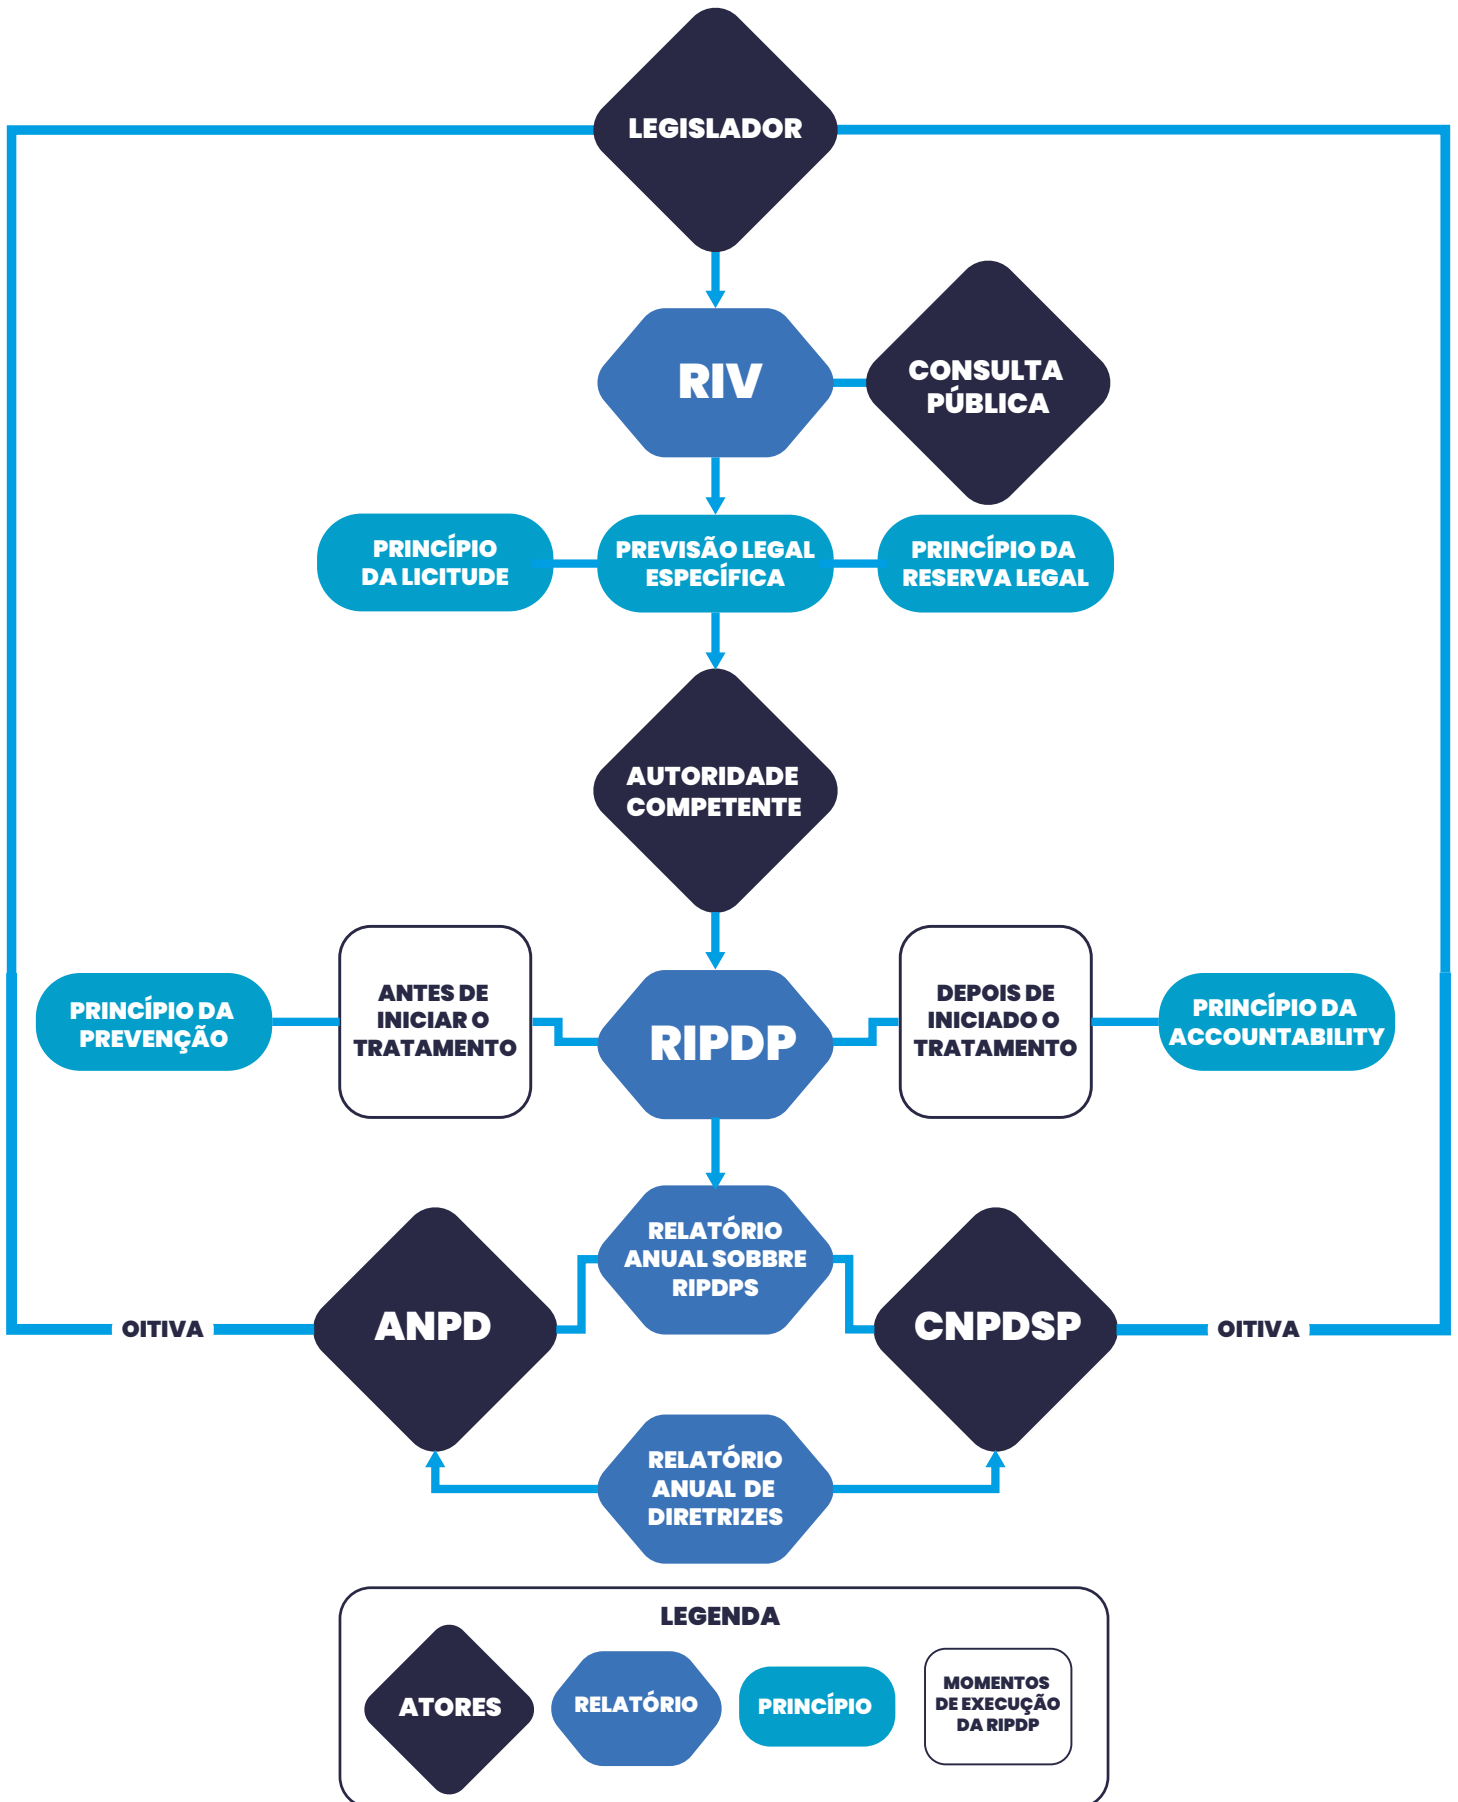 LEGISLADOR
RIV
CONSULTA
PÚBLICA
PRINCÍPIO
DA LICITUDE
PREVISÃO LEGAL
ESPECÍFICA
PRINCÍPIO DA
RESERVA LEGAL
AUTORIDADE
COMPETENTE
PRINCÍPIO DA
PREVENÇÃO
ANTES DE
INICIAR O
TRATAMENTO
RIPDP
DEPOIS DE
INICIADO O
TRATAMENTO
PRINCÍPIO DA
ACCOUNTABILITY
RELATÓRIO
ANUAL SOBBRE
RIPDPS
OITIVA
ANPD
CNPDSP
OITIVA
RELATÓRIO
ANUAL DE
DIRETRIZES
LEGENDA
ATORES
RELATÓRIO
PRINCÍPIO
MOMENTOS
DE EXECUÇÃO
DA RIPDP